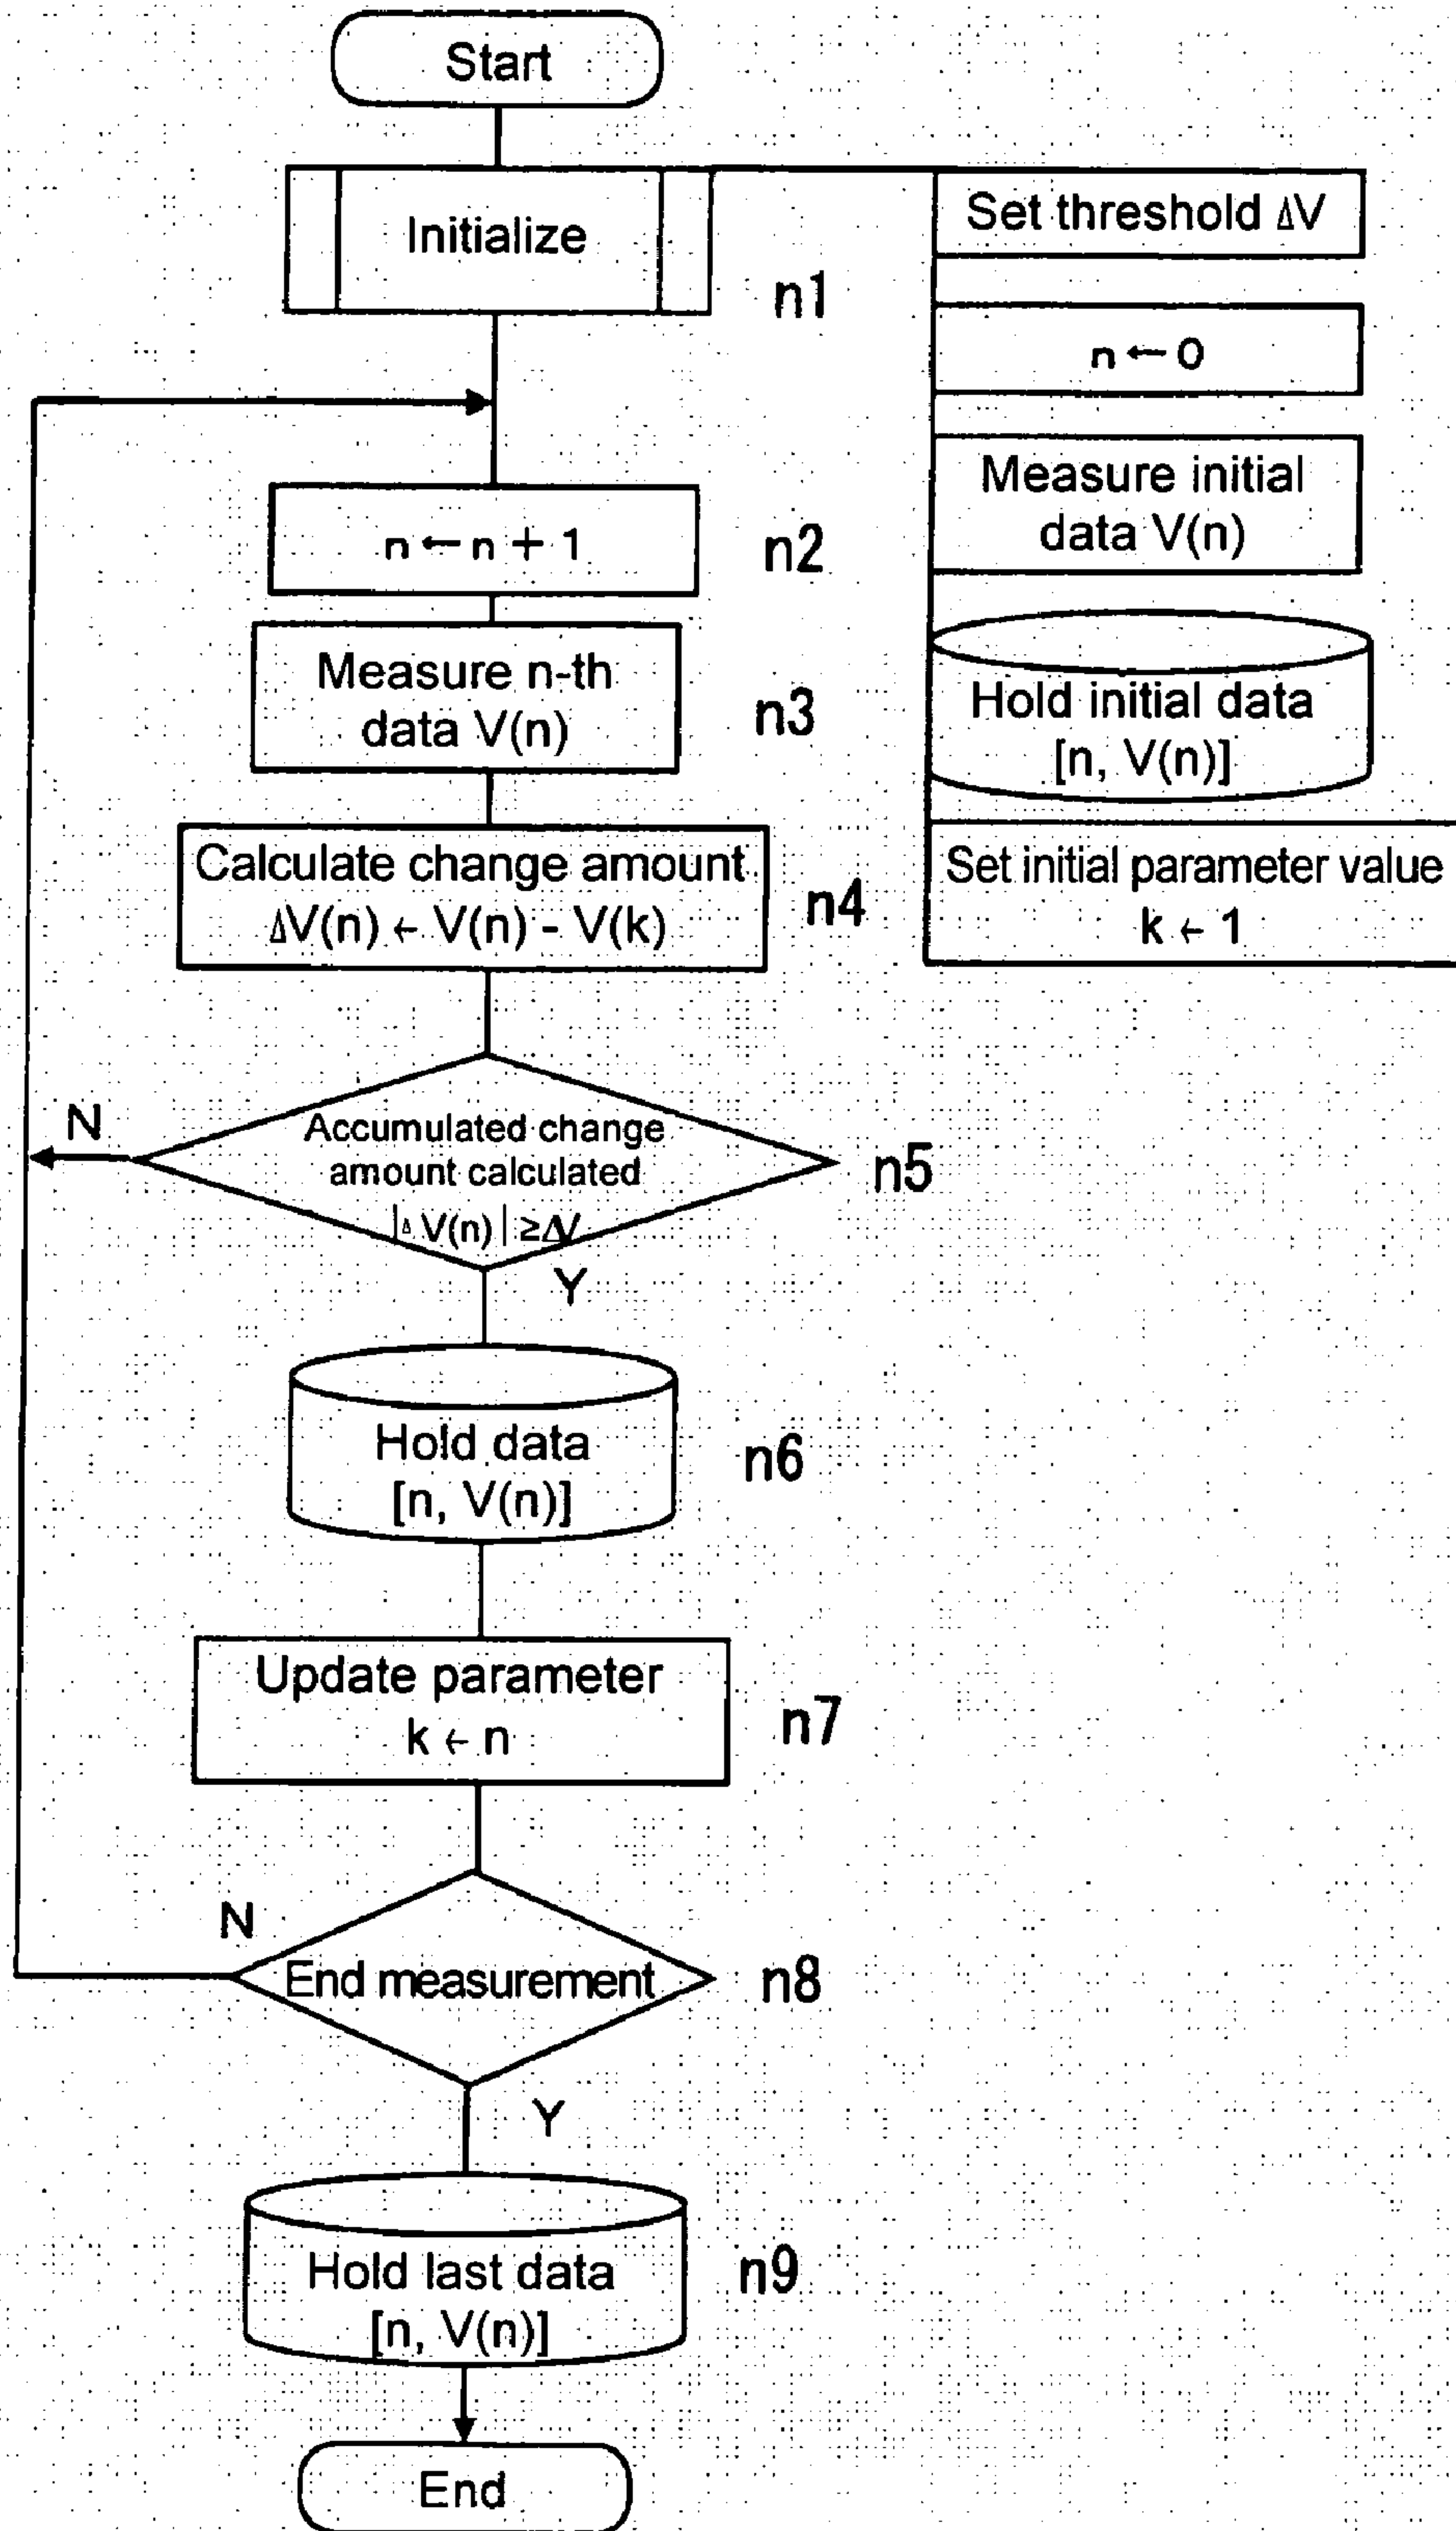 Start
Initialize
n1
Set threshold ΔV
n ← 0
Measure initial
data V(n)
Hold initial data
[n, V(n)]
Set initial parameter value
k ← 1
n ← n + 1
n2
Measure n-th
data V(n)
n3
Calculate change amount
ΔV(n) ← V(n) - V(k)
n4
N
Accumulated change
amount calculated
|Δ V(n)| ≥ΔV
n5
Y
Hold data
[n, V(n)]
n6
Update parameter
k ← n
n7
N
End measurement
n8
Y
Hold last data
[n, V(n)]
n9
End